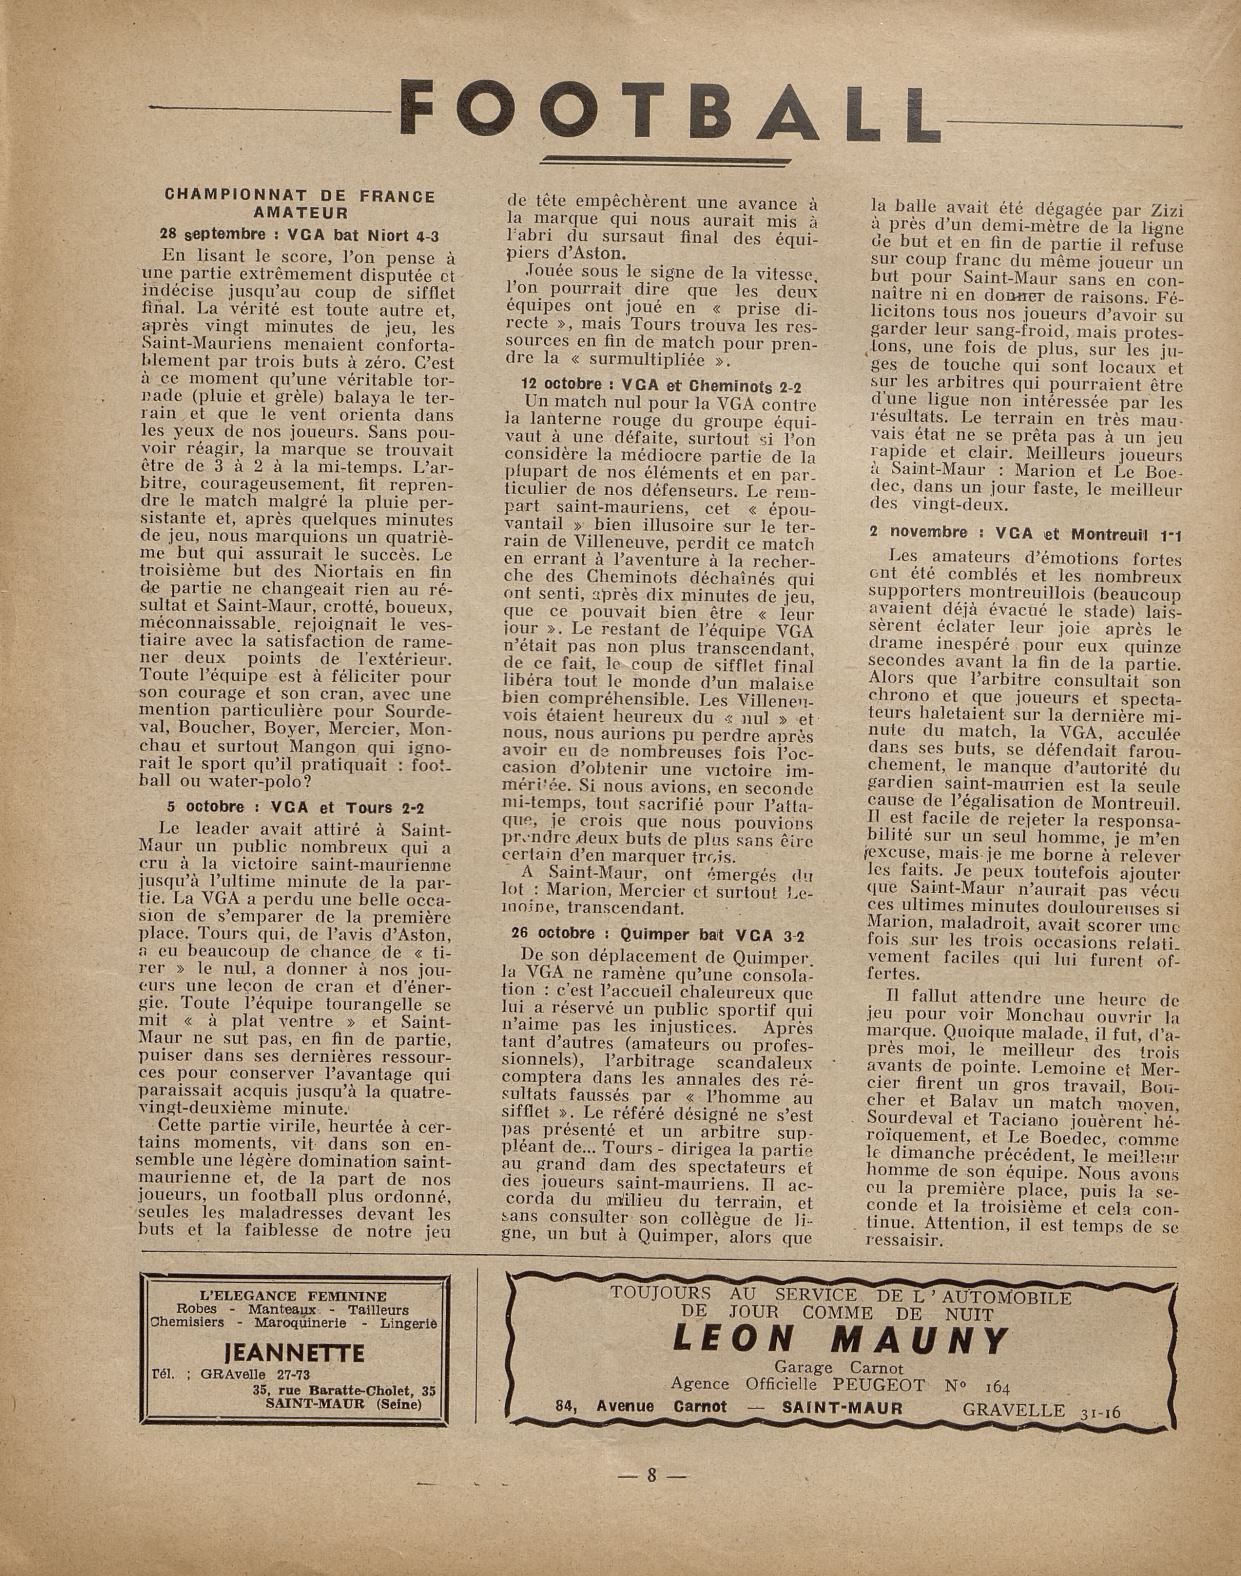 FOOTBALL
CHAMPIONNAT DE FRANCE
AMATEUR
28 septembre : VGA bat Niort 4-3
En lisant le score, l'on pense à
une partie extrêmement disputée et
indécise jusqu'au coup de sifflet
final. La vérité est toute autre et,
après vingt minutes de jeu, les
Saint-Mauriens menaient conforta-
blement par trois buts à zéro. C'est
à ce moment qu'une véritable tor-
nade (pluie et grèle) balaya le ter-
rain et que le vent orienta dans
les yeux de nos joueurs. Sans pou-
voir réagir, la marque se trouvait
être de 3 à 2 à la mi-temps. L'ar-
bitre, courageusement, fit repren-
dre le match malgré la pluie per-
sistante et, après quelques minutes
de jeu, nous marquions un quatriè-
me but qui assurait le succès. Le
troisième but des Niortais en fin
de partie ne changeait rien au ré-
sultat et Saint-Maur, crotté, boueux,
méconnaissable, rejoignait le ves-
tiaire avec la satisfaction de rame-
ner deux points de l'extérieur.
Toute l'équipe est à féliciter pour
son courage et son cran, avec une
mention particulière pour Sourde-
val, Boucher, Boyer, Mercier, Mon-
chau et surtout Mangon qui igno-
rait le sport qu'il pratiquait : foot-
ball ou water-polo?
5 octobre : VGA et Tours 2-2
Le leader avait attiré à Saint-
Maur un public nombreux qui a
cru à la victoire saint-maurienne
jusqu'à l'ultime minute de la par-
tie. La VGA a perdu une belle occa-
sion de s'emparer de la première
place. Tours qui, de l'avis d'Aston,
a eu beaucoup de chance de « ti-
rer » le nul, a donner à nos jou-
eurs une leçon de cran et d'éner-
gie. Toute l'équipe tourangelle se
mit « à plat ventre » et Saint-
Maur ne sut pas, en fin de partie,
puiser dans ses dernières ressour-
ces pour conserver l'avantage qui
paraissait acquis jusqu'à la quatre-
vingt-deuxième minute.
Cette partie virile, heurtée à cer-
tains moments, vit dans son en-
semble une légère domination saint-
maurienne et, de la part de nos
joueurs, un football plus ordonné,
seules les maladresses devant les
buts et la faiblesse de notre jeu
de tête empêchèrent une avance à
la marque qui nous aurait mis à
l'abri du sursaut final des équi-
piers d'Aston.
Jouée sous le signe de la vitesse,
l'on pourrait dire que les deux
équipes ont joué en « prise di-
recte », mais Tours trouva les res-
sources en fin de match pour pren-
dre la « surmultipliée ».
12 octobre : VGA et Cheminots 2-2
Un match nul pour la VGA contre
la lanterne rouge du groupe équi-
vaut à une défaite, surtout si l'on
considère la médiocre partie de la
plupart de nos éléments et en par-
ticulier de nos défenseurs. Le rem-
part saint-mauriens, cet « épou-
vantail » bien illusoire sur le ter-
rain de Villeneuve, perdit ce match
en errant à l'aventure à la recher-
che des Cheminots déchaînés qui
ont senti, après dix minutes de jeu,
que ce pouvait bien être « leur
jour ». Le restant de l'équipe VGA
n'était pas non plus transcendant,
de ce fait, le coup de sifflet final
libéra tout le monde d'un malaise
bien compréhensible. Les Villeneu-
vois étaient heureux du « nul » et
nous, nous aurions pu perdre après
avoir eu de nombreuses fois l'oc-
casion d'obtenir une victoire im-
méritée. Si nous avions, en seconde
mi-temps, tout sacrifié pour l'atta-
que, je crois que nous pouvions
prendre deux buts de plus sans être
certain d'en marquer trois.
A Saint-Maur, ont émergés du
lot : Marion, Mercier et surtout Le-
moine, transcendant.
26 octobre : Quimper bat VGA 3-2
De son déplacement de Quimper,
la VGA ne ramène qu'une consola-
tion : c'est l'accueil chaleureux que
lui a réservé un public sportif qui
n'aime pas les injustices. Après
tant d'autres (amateurs ou profes-
sionnels), l'arbitrage scandaleux
comptera dans les annales des ré-
sultats faussés par « l'homme au
sifflet ». Le référé désigné ne s'est
pas présenté et un arbitre sup-
pléant de... Tours - dirigea la partie
au grand dam des spectateurs et
des joueurs saint-mauriens. Il ac-
corda du milieu du terrain, et
sans consulter son collègue de li-
gne, un but à Quimper, alors que
la balle avait été dégagée par Zizi
à près d'un demi-mètre de la ligne
de but et en fin de partie il refuse
sur coup franc du même joueur un
but pour Saint-Maur sans en con-
naître ni en donner de raisons. Fé-
licitons tous nos joueurs d'avoir su
garder leur sang-froid, mais protes-
tons, une fois de plus, sur les ju-
ges de touche qui sont locaux et
sur les arbitres qui pourraient être
d'une ligue non intéressée par les
résultats. Le terrain en très mau-
vais état ne se prêta pas à un jeu
rapide et clair. Meilleurs joueurs
à Saint-Maur : Marion et Le Boe-
dec, dans un jour faste, le meilleur
des vingt-deux.
2 novembre : VGA et Montreuil 1-1
Les amateurs d'émotions fortes
ont été comblés et les nombreux
supporters montreuillois (beaucoup
avaient déjà évacué le stade) lais-
sèrent éclater leur joie après le
drame inespéré pour eux quinze
secondes avant la fin de la partie.
Alors que l'arbitre consultait son
chrono et que joueurs et specta-
teurs haletaient sur la dernière mi-
nute du match, la VGA, acculée
dans ses buts, se défendait farou-
chement, le manque d'autorité du
gardien saint-maurien est la seule
cause de l'égalisation de Montreuil.
Il est facile de rejeter la responsa-
bilité sur un seul homme, je m'en
excuse, mais je me borne à relever
les faits. Je peux toutefois ajouter
que Saint-Maur n'aurait pas vécu
ces ultimes minutes douloureuses si
Marion, maladroit, avait scorer une
fois sur les trois occasions relati-
vement faciles qui lui furent of-
fertes.
Il fallut attendre une heure de
jeu pour voir Monchau ouvrir la
marque. Quoique malade, il fut, d'a-
près moi, le meilleur des trois
avants de pointe. Lemoine et Mer-
cier firent un gros travail, Bou-
cher et Balav un match moyen,
Sourdeval et Taciano jouèrent hé-
roïquement, et Le Boedec, comme
le dimanche précédent, le meilleur
homme de son équipe. Nous avons
eu la première place, puis la se-
conde et la troisième et cela con-
tinue. Attention, il est temps de se
ressaisir.
L'ELEGANCE FEMININE
Robes - Manteaux - Tailleurs
Chemisiers - Maroquinerie - Lingerie
JEANNETTE
Tél. : GRAvelle 27-73
35, rue Baratte-Cholet, 35
SAINT-MAUR (Seine)
TOUJOURS AU SERVICE DE L'AUTOMOBILE
DE JOUR COMME DE NUIT
LEON MAUNY
Garage Carnot
Agence Officielle PEUGEOT N° 164
84, Avenue Carnot — SAINT-MAUR GRAVELLE 31-16
— 8 —